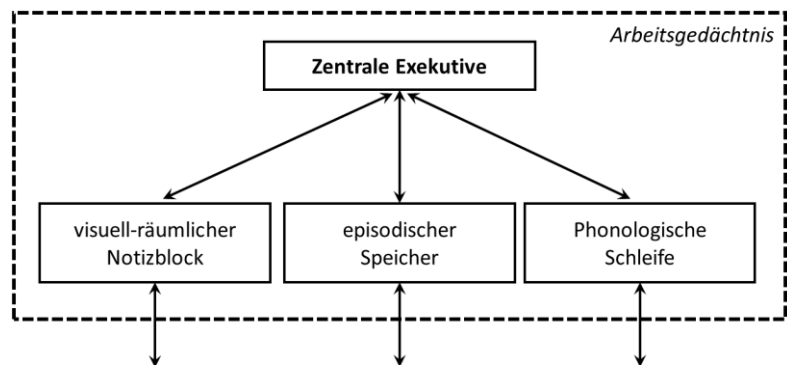 Arbeitsgedächtnis
Zentrale Exekutive
visuell-räumlicher
Notizblock
episodischer
Speicher
Phonologische
Schleife